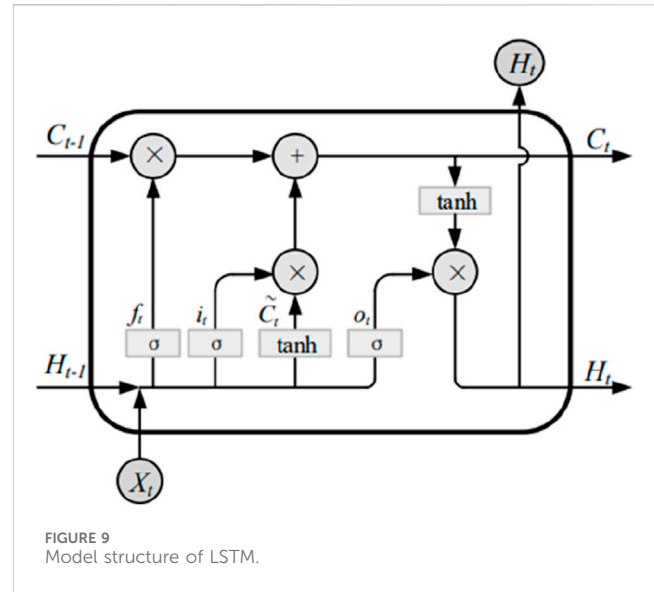 H_t
C_{t-1} × + C_t
tanh
× ×
f_t i_t C̃_t o_t
σ σ tanh σ
H_{t-1} H_t
X_t
FIGURE 9
Model structure of LSTM.